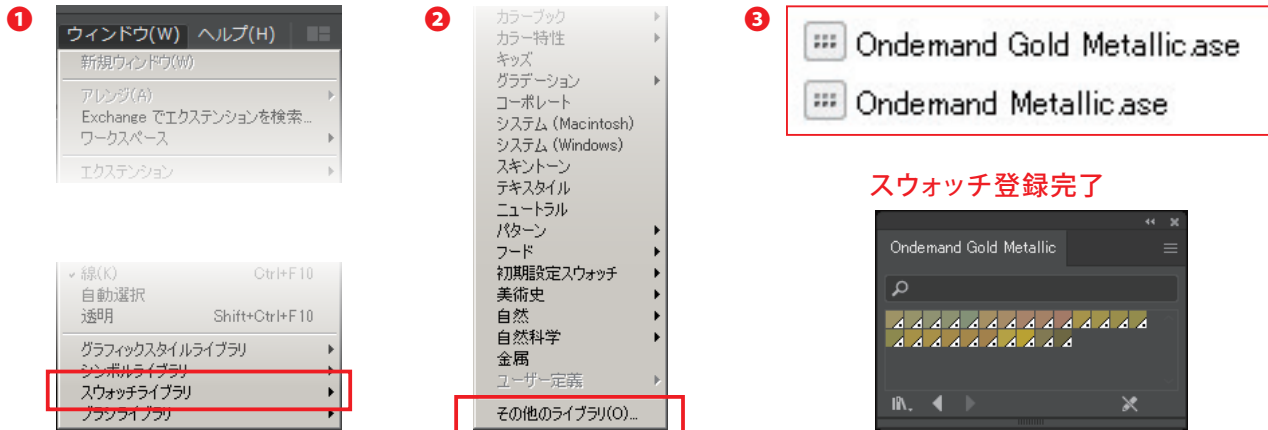 1
ウィンドウ(W) ヘルプ(H)
新規ウィンドウ(W)
アレンジ(A)
Exchange でエクステンションを検索...
ワークスペース
エクステンション
線(K) Ctrl+F10
自動選択
透明 Shift+Ctrl+F10
グラフィックスタイルライブラリ
シンボルライブラリ
スウォッチライブラリ
ブラシライブラリ
2
カラーブック
カラー特性
キッズ
グラデーション
コーポレート
システム (Macintosh)
システム (Windows)
スキントーン
テキスタイル
ニュートラル
パターン
フード
初期設定スウォッチ
美術史
自然
自然科学
金属
ユーザー定義
その他のライブラリ(O)...
3
Ondemand Gold Metallic.ase
Ondemand Metallic.ase
スウォッチ登録完了
Ondemand Gold Metallic